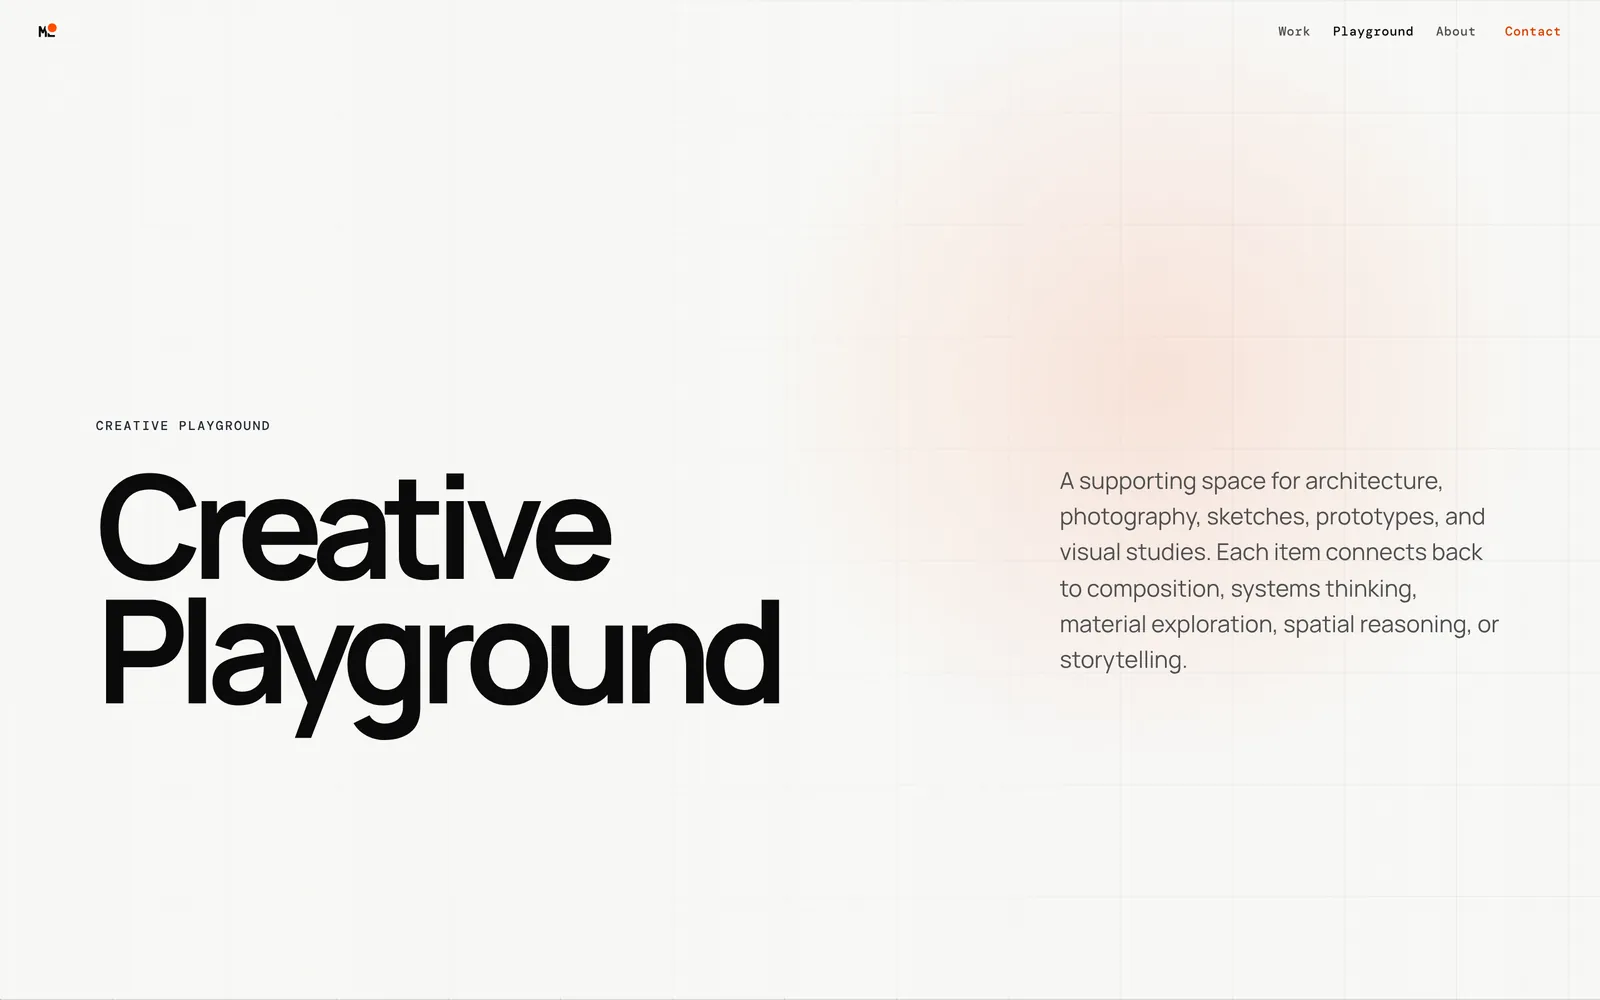 Work Playground About Contact
CREATIVE PLAYGROUND
Creative
Playground
A supporting space for architecture,
photography, sketches, prototypes, and
visual studies. Each item connects back
to composition, systems thinking,
material exploration, spatial reasoning, or
storytelling.